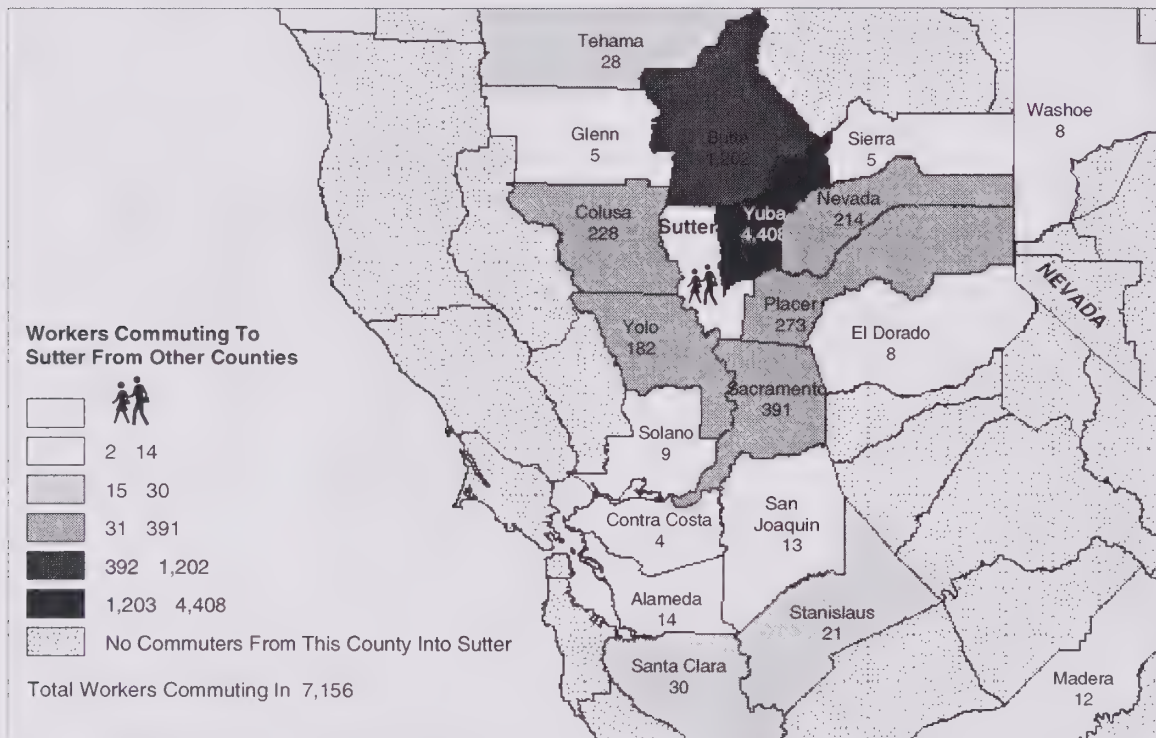 Tehama
28
Washoe
8
Glenn
5
Butte
1,202
Sierra
5
Colusa
228
Sutter
Yuba
4,408
Nevada
214
NEVADA
Placer
273
Yolo
182
El Dorado
8
Sacramento
391
Solano
9
Contra Costa
4
San
Joaquin
13
Alameda
14
Stanislaus
21
Santa Clara
30
Madera
12
Workers Commuting To
Sutter From Other Counties
2 14
15 30
31 391
392 1,202
1,203 4,408
No Commuters From This County Into Sutter
Total Workers Commuting In 7,156